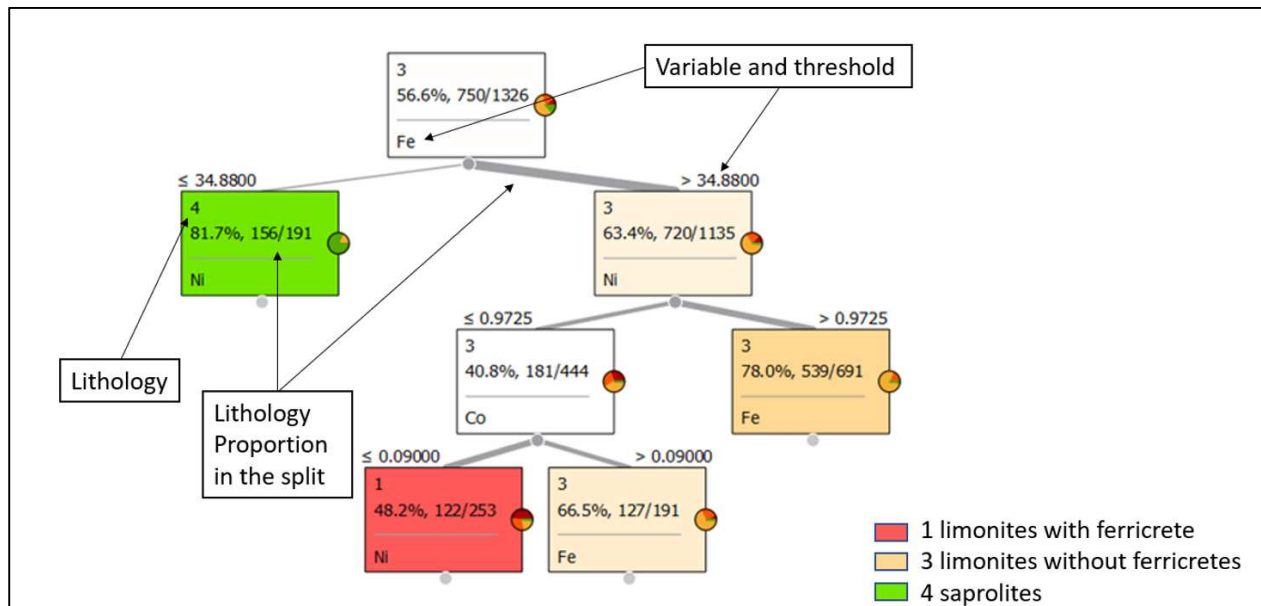 3
56.6%, 750/1326
Fe
Variable and threshold
≤ 34.8800
> 34.8800
4
81.7%, 156/191
Ni
3
63.4%, 720/1135
Ni
Lithology
Lithology
Proportion
in the split
≤ 0.9725
> 0.9725
3
40.8%, 181/444
Co
3
78.0%, 539/691
Fe
≤ 0.09000
> 0.09000
1
48.2%, 122/253
Ni
3
66.5%, 127/191
Fe
1 limonites with ferricrete
3 limonites without ferricretes
4 saprolites